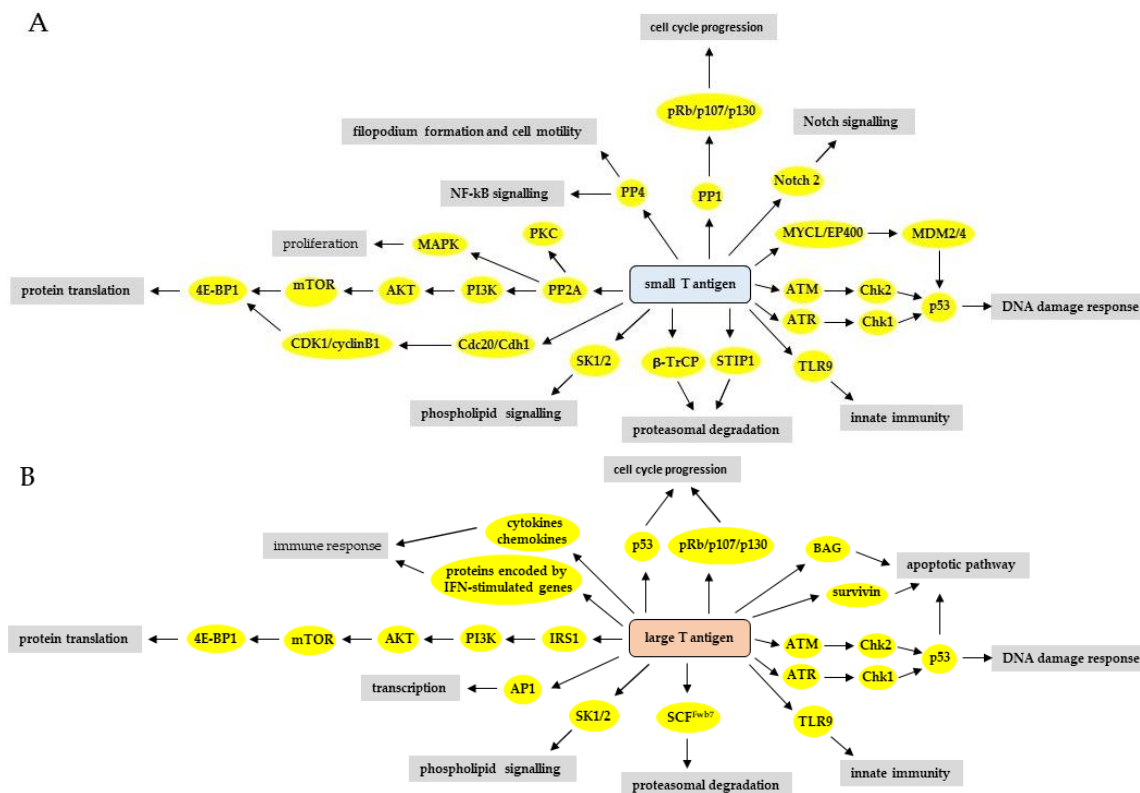 A
cell cycle progression
pRb/p107/p130
filopodium formation and cell motility
Notch signalling
PP4
PP1
Notch 2
NF-kB signalling
PKC
MYCL/EP400
MDM2/4
proliferation
MAPK
small T antigen
protein translation
4E-BP1
mTOR
AKT
PI3K
PP2A
ATM
Chk2
p53
DNA damage response
ATR
Chk1
CDK1/cyclinB1
Cdc20/Cdh1
SK1/2
β-TrCP
STIP1
TLR9
phospholipid signalling
proteasomal degradation
innate immunity
B
cell cycle progression
cytokines
chemokines
immune response
p53
pRb/p107/p130
BAG
apoptotic pathway
proteins encoded by
IFN-stimulated genes
survivin
protein translation
4E-BP1
mTOR
AKT
PI3K
IRS1
large T antigen
ATM
Chk2
p53
DNA damage response
ATR
Chk1
transcription
AP1
SK1/2
SCFFwb7
TLR9
phospholipid signalling
proteasomal degradation
innate immunity